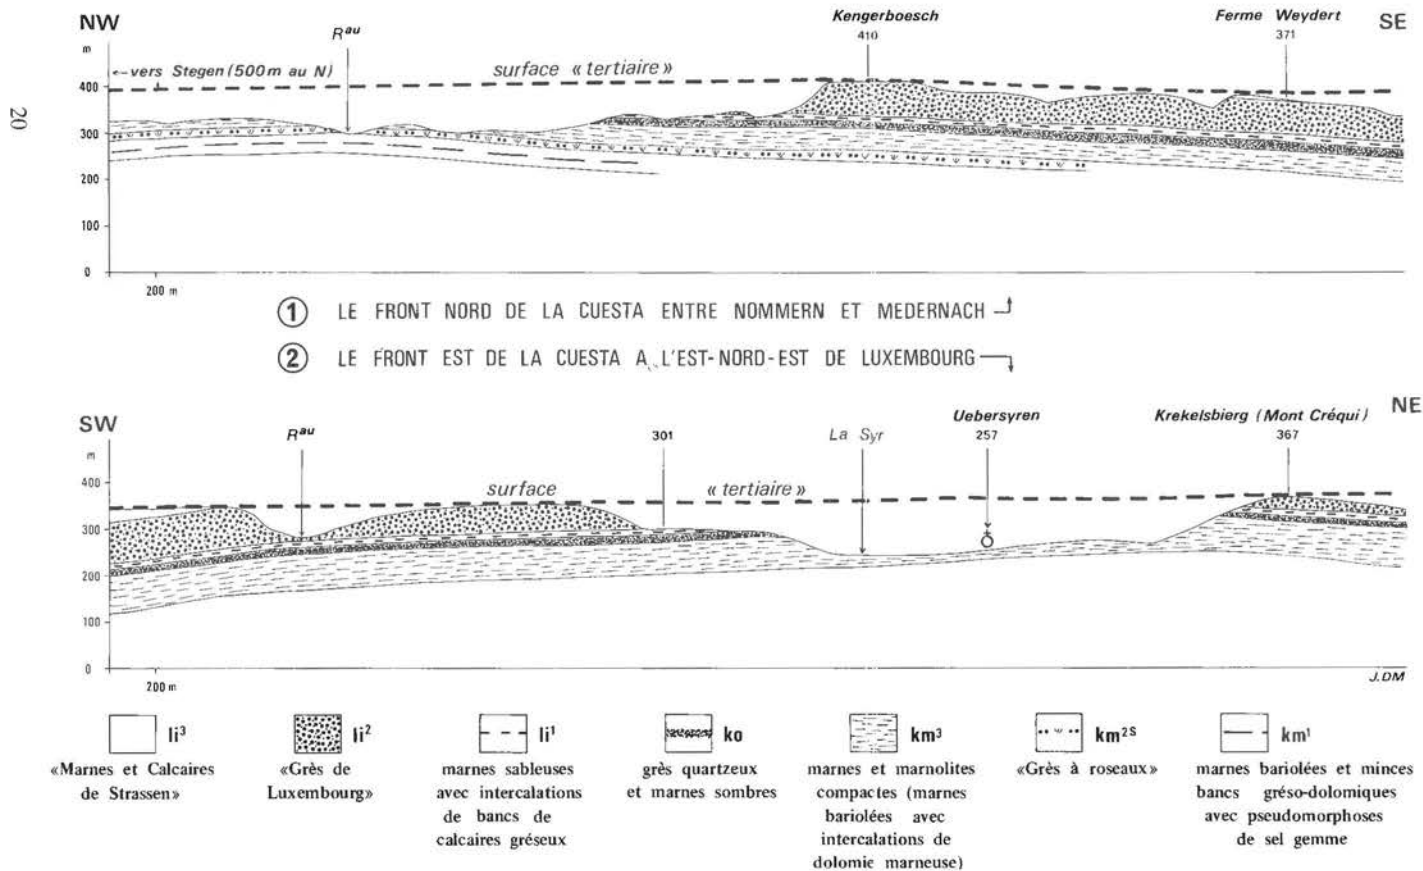 NW
SE
Kengerboesch
Ferme Weydert
Rau
410
371
m
←-vers Stegen (500m au N)
surface « tertiaire »
400
300
200
100
0
200 m
20
① LE FRONT NORD DE LA CUESTA ENTRE NOMMERN ET MEDERNACH
② LE FRONT EST DE LA CUESTA A L'EST-NORD-EST DE LUXEMBOURG
SW
NE
Uebersyren
Krekelsbierg (Mont Créqui)
Rau
301
La Syr
257
367
m
400
surface « tertiaire »
300
200
100
0
200 m
J.DM
li³
li²
li¹
ko
km³
km²ˢ
km¹
«Marnes et Calcaires
de Strassen»
«Grès de
Luxembourg»
marnes sableuses
avec intercalations
de bancs de
calcaires gréseux
grès quartzeux
et marnes sombres
marnes et marnolites
compactes (marnes
bariolées avec
intercalations de
dolomie marneuse)
«Grès à roseaux»
marnes bariolées et minces
bancs gréso-dolomiques
avec pseudomorphoses
de sel gemme